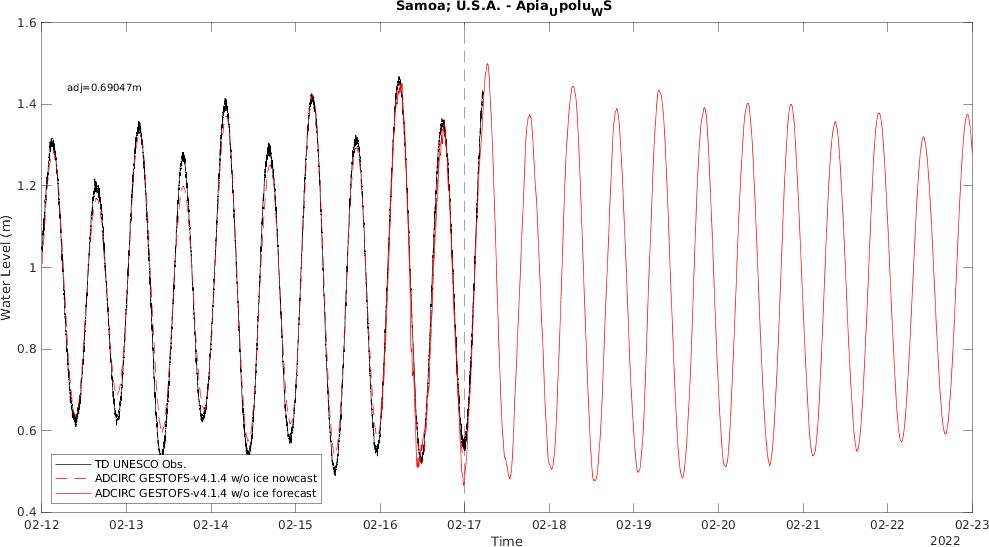 Samoa; U.S.A. - ApiaUpoluWS
1.6
1.4
1.2
1
0.8
0.6
0.4
Water Level (m)
adj=0.69047m
TD UNESCO Obs.
ADCIRC GESTOFS-v4.1.4 w/o ice nowcast
ADCIRC GESTOFS-v4.1.4 w/o ice forecast
02-12 02-13 02-14 02-15 02-16 02-17 02-18 02-19 02-20 02-21 02-22 02-23
Time
2022